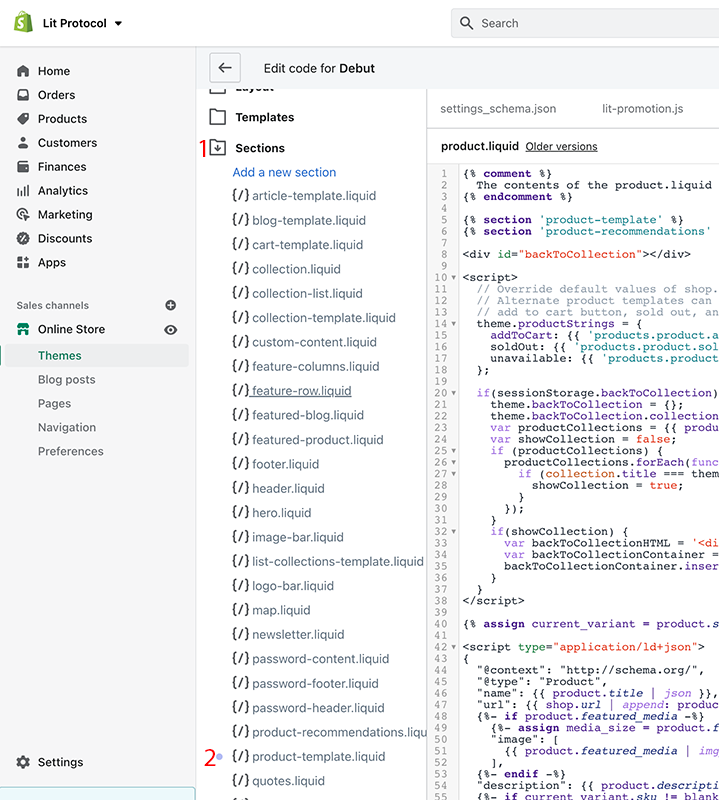 Lit Protocol
Search
Home
Orders
Products
Customers
Finances
Analytics
Marketing
Discounts
Apps
Sales channels
Online Store
Themes
Blog posts
Pages
Navigation
Preferences
Settings
Edit code for Debut
Layout
Templates
1 Sections
Add a new section
{/} article-template.liquid
{/} blog-template.liquid
{/} cart-template.liquid
{/} collection.liquid
{/} collection-list.liquid
{/} collection-template.liquid
{/} custom-content.liquid
{/} feature-columns.liquid
{/} feature-row.liquid
{/} featured-blog.liquid
{/} featured-product.liquid
{/} footer.liquid
{/} header.liquid
{/} hero.liquid
{/} image-bar.liquid
{/} list-collections-template.liquid
{/} logo-bar.liquid
{/} map.liquid
{/} newsletter.liquid
{/} password-content.liquid
{/} password-footer.liquid
{/} password-header.liquid
{/} product-recommendations.liqu
2 {/} product-template.liquid
{/} quotes.liquid
settings_schema.json lit-promotion.js
product.liquid Older versions
1 {% comment %}
2 The contents of the product.liquid
3 {% endcomment %}
4
5 {% section 'product-template' %}
6 {% section 'product-recommendations'
7
8 <div id="backToCollection"></div>
9
10 <script>
11 // Override default values of shop.
12 // Alternate product templates can
13 // add to cart button, sold out, an
14 theme.productStrings = {
15 addToCart: {{ 'products.product.a
16 soldOut: {{ 'products.product.sol
17 unavailable: {{ 'products.product
18 };
19
20 if(sessionStorage.backToCollection)
21 theme.backToCollection = {};
22 theme.backToCollection.collection
23 var productCollections = {{ produ
24 var showCollection = false;
25 if (productCollections) {
26 productCollections.forEach(func
27 if (collection.title === them
28 showCollection = true;
29 }
30 });
31 }
32 if(showCollection) {
33 var backToCollectionHTML = '<di
34 var backToCollectionContainer =
35 backToCollectionContainer.inser
36 }
37 }
38 </script>
39
40 {% assign current_variant = product.s
41
42 <script type="application/ld+json">
43 {
44 "@context": "http://schema.org/",
45 "@type": "Product",
46 "name": {{ product.title | json }},
47 "url": {{ shop.url | append: produc
48 {%- if product.featured_media -%}
49 {%- assign media_size = product.f
50 "image": [
51 {{ product.featured_media | img
52 ],
53 {%- endif -%}
54 "description": {{ product.descripti
55 {%- if current_variant.sku != blank